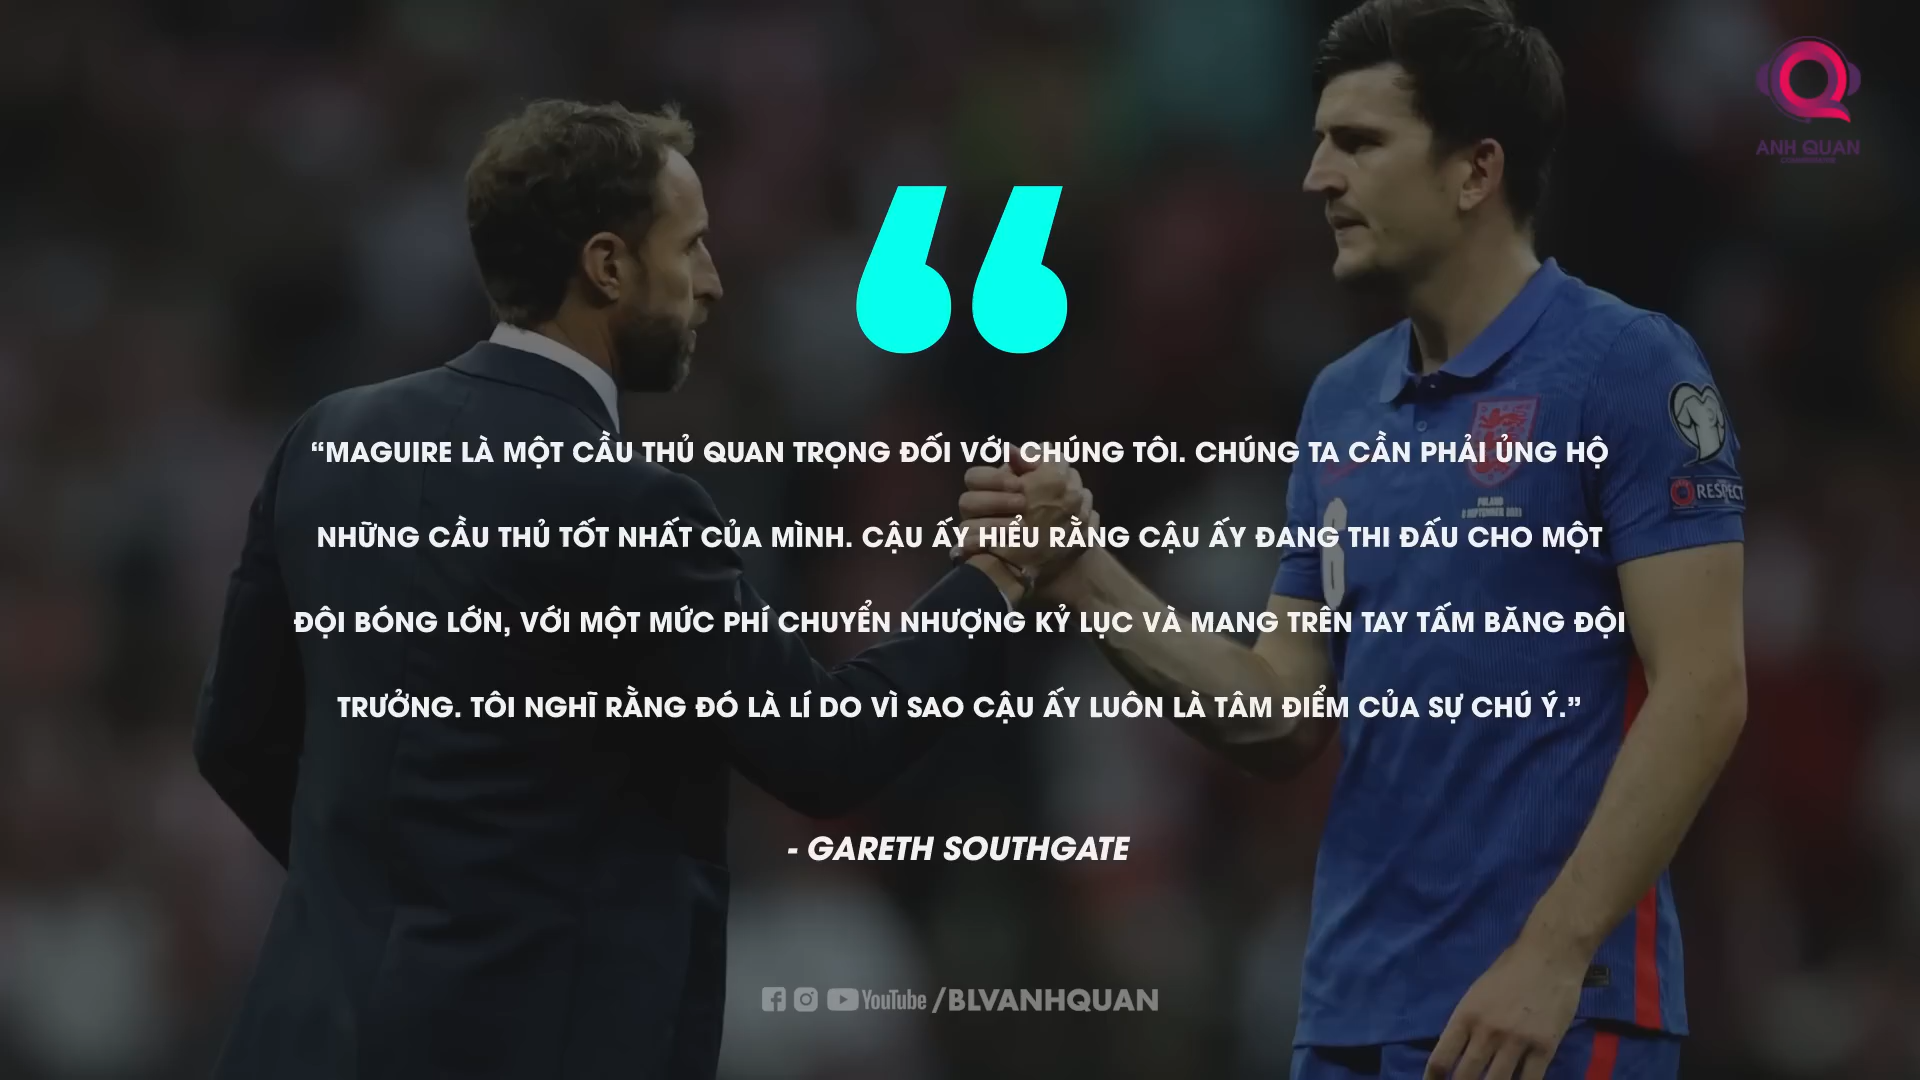 ANH QUAN
“MAGUIRE LÀ MỘT CẦU THỦ QUAN TRỌNG ĐỐI VỚI CHÚNG TÔI. CHÚNG TA CẦN PHẢI ỦNG HỘ
NHỮNG CẦU THỦ TỐT NHẤT CỦA MÌNH. CẬU ẤY HIỂU RẰNG CẬU ẤY ĐANG THI ĐẤU CHO MỘT
ĐỘI BÓNG LỚN, VỚI MỘT MỨC PHÍ CHUYỂN NHƯỢNG KỶ LỤC VÀ MANG TRÊN TAY TẤM BĂNG ĐỘI
TRƯỞNG. TÔI NGHĨ RẰNG ĐÓ LÀ LÍ DO VÌ SAO CẬU ẤY LUÔN LÀ TÂM ĐIỂM CỦA SỰ CHÚ Ý.”
- GARETH SOUTHGATE
YouTube /BLVANHQUAN
RESPECT
POLAND
6